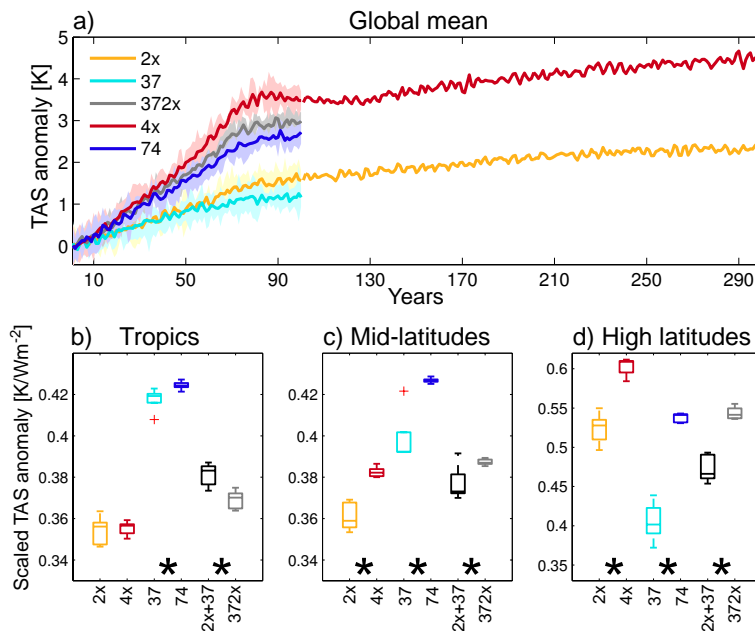 a) Global mean
TAS anomaly [K]
5
4
3
2
1
0
2x
37
372x
4x
74
10 50 90 130 170 210 250 290
Years
b) Tropics
c) Mid-latitudes
d) High latitudes
Scaled TAS anomaly [K/Wm-2]
0.42
0.4
0.38
0.36
0.34
* *
2x 4x 37 74 2x+37 372x
0.42
0.4
0.38
0.36
0.34
* * *
2x 4x 37 74 2x+37 372x
0.6
0.55
0.5
0.45
0.4
0.35
* * *
2x 4x 37 74 2x+37 372x